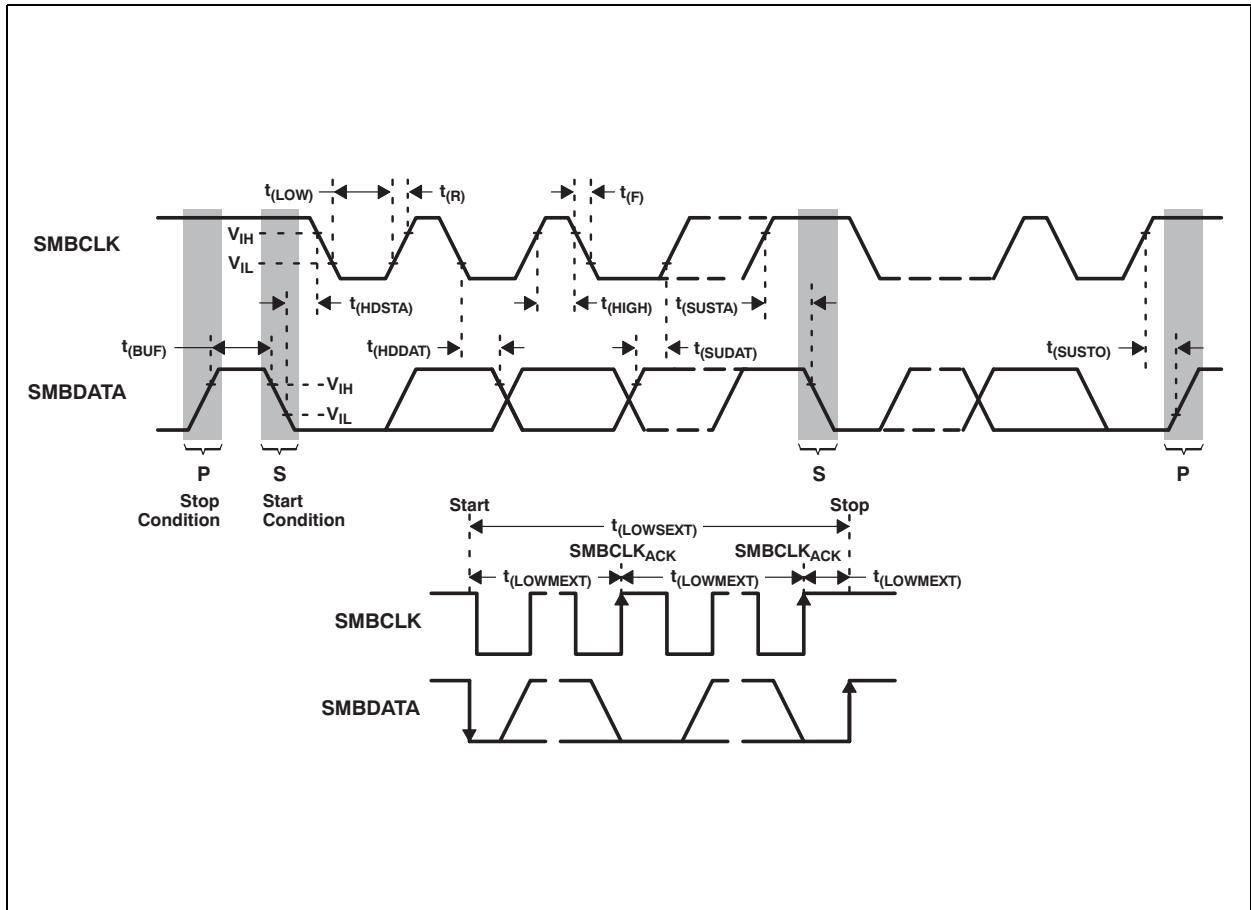 t(LOW)
t(R)
t(F)
SMBCLK
VIH
VIL
t(HDSTA)
t(HIGH)
t(SUSTA)
t(BUF)
t(HDDAT)
t(SUDAT)
t(SUSTO)
SMBDATA
VIH
VIL
P
S
S
P
Stop
Condition
Start
Condition
Start
Stop
t(LOWSEXT)
SMBCLKACK
SMBCLKACK
t(LOWMEXT)
t(LOWMEXT)
t(LOWMEXT)
SMBCLK
SMBDATA